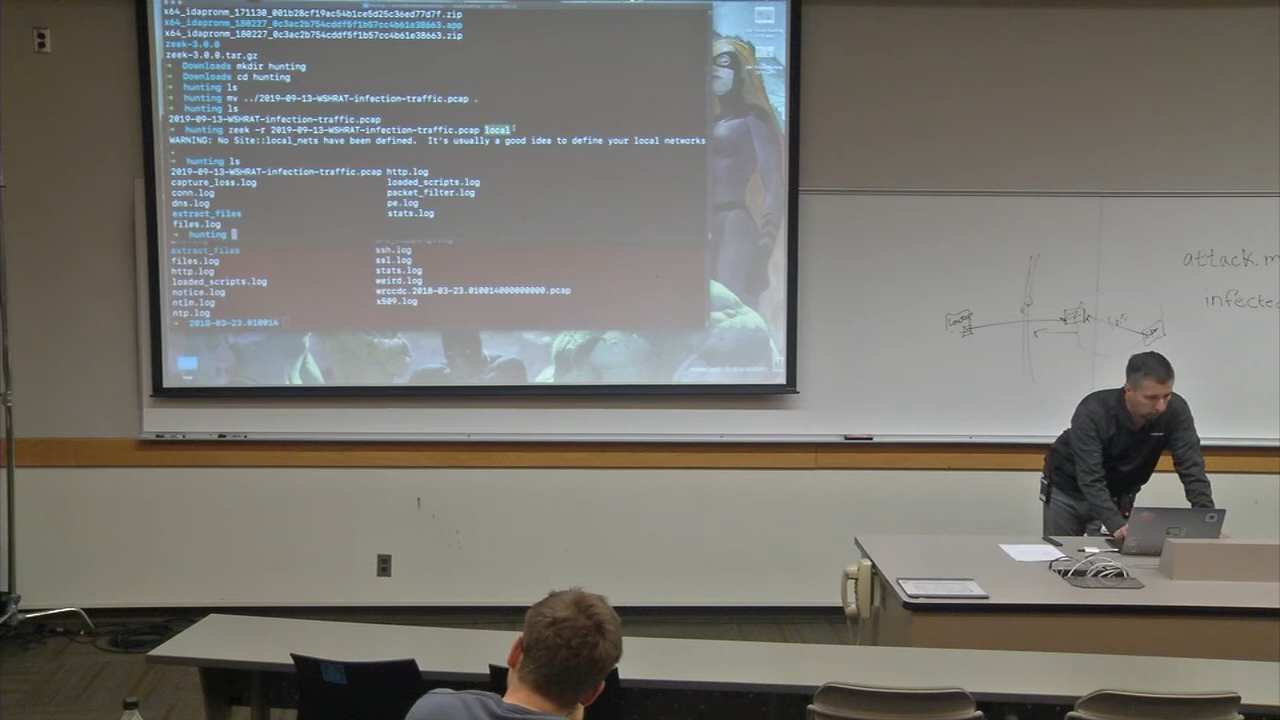 x64_idapronm_171130_001b28cf19ac54b1ce5d25c36ed77d7f.zip
x64_idapronm_180227_0c3ac2b754cddf5f1b57cc4b61e38663.app
x64_idapronm_180227_0c3ac2b754cddf5f1b57cc4b61e38663.zip
zeek-3.0.0
zeek-3.0.0.tar.gz
Downloads mkdir hunting
Downloads cd hunting
hunting ls
hunting mv ../2019-09-13-WSHRAT-infection-traffic.pcap .
hunting ls
2019-09-13-WSHRAT-infection-traffic.pcap
hunting zeek -r 2019-09-13-WSHRAT-infection-traffic.pcap local
WARNING: No Site::local_nets have been defined. It's usually a good idea to define your local networks
.
hunting ls
2019-09-13-WSHRAT-infection-traffic.pcap http.log
capture_loss.log loaded_scripts.log
conn.log packet_filter.log
dns.log pe.log
extract_files stats.log
files.log
hunting
extract_files ssh.log
files.log ssl.log
http.log stats.log
loaded_scripts.log weird.log
notice.log wrccdc.2018-03-23.010014000000000.pcap
ntlm.log x509.log
ntp.log
2018-03-23.010014
attack m
infecte